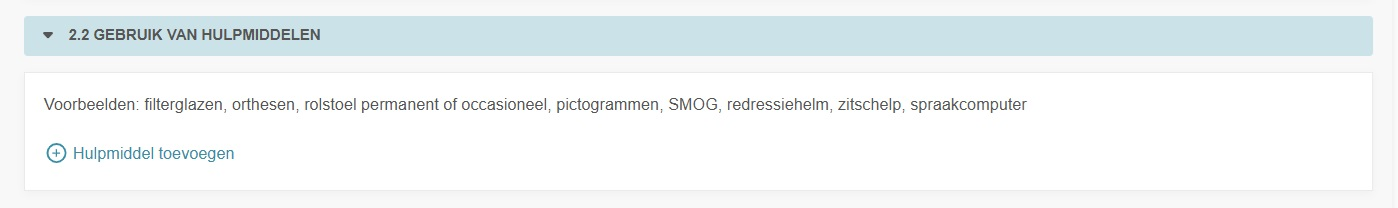 2.2 GEBRUIK VAN HULPMIDDELEN
Voorbeelden: filterglazen, orthesen, rolstoel permanent of occasioneel, pictogrammen, SMOG, redressiehelm, zitschelp, spraakcomputer
Hulpmiddel toevoegen